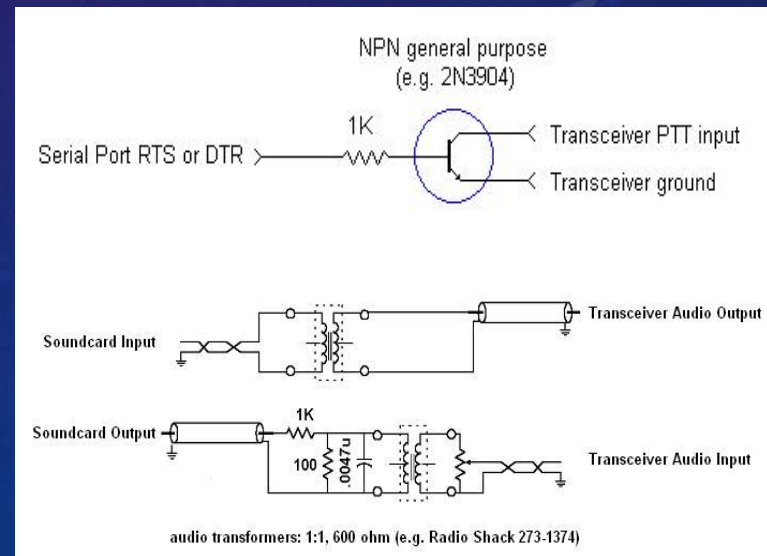 NPN general purpose
(e.g. 2N3904)
1K
Serial Port RTS or DTR
Transceiver PTT input
Transceiver ground
Transceiver Audio Output
Soundcard Input
1K
Soundcard Output
100
.0047u
Transceiver Audio Input
audio transformers: 1:1, 600 ohm (e.g. Radio Shack 273-1374)